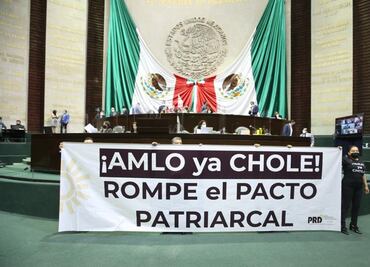 ¡AMLO ya CHOLE!
ROMPE el PACTO
PATRIARCAL
PRD